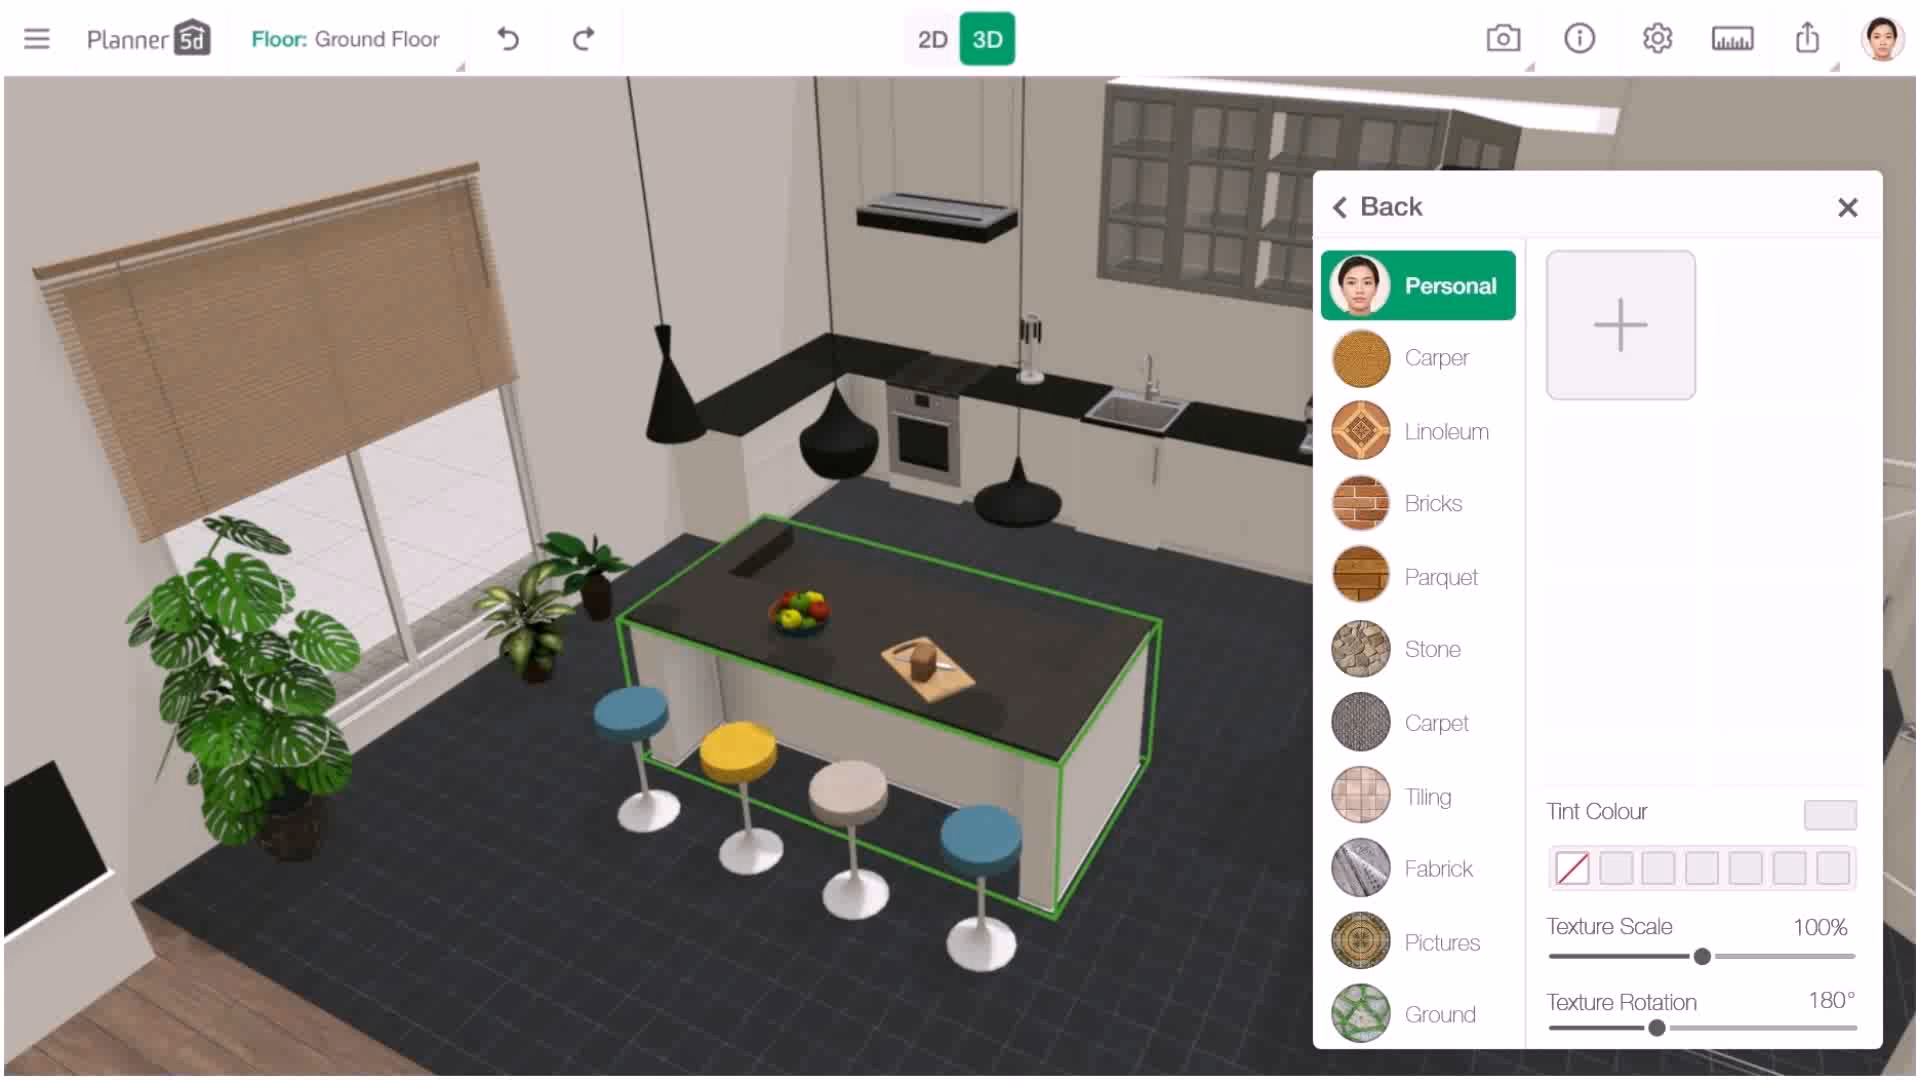 Planner 5d
Floor: Ground Floor
2D 3D
Back
Personal
Carper
Linoleum
Bricks
Parquet
Stone
Carpet
Tiling
Fabrick
Pictures
Ground
Tint Colour
Texture Scale 100%
Texture Rotation 180°